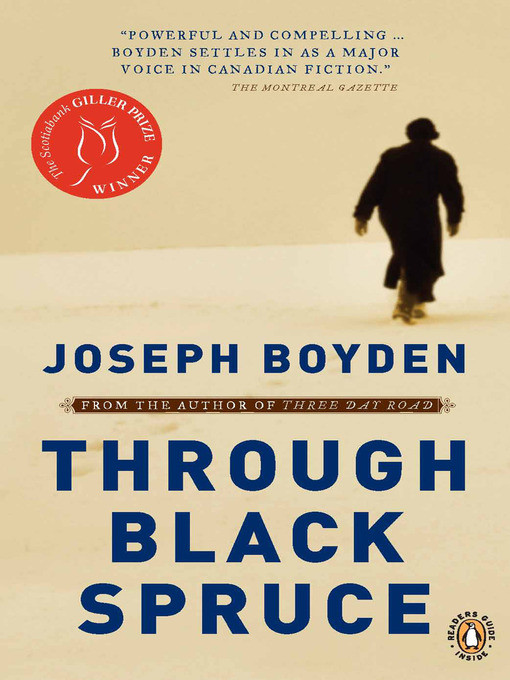 “POWERFUL AND COMPELLING ...
BOYDEN SETTLES IN AS A MAJOR
VOICE IN CANADIAN FICTION.”
THE MONTREAL GAZETTE
The Scotiabank GILLER PRIZE
WINNER
JOSEPH BOYDEN
FROM THE AUTHOR OF THREE DAY ROAD
THROUGH
BLACK
SPRUCE
READERS GUIDE
INSIDE